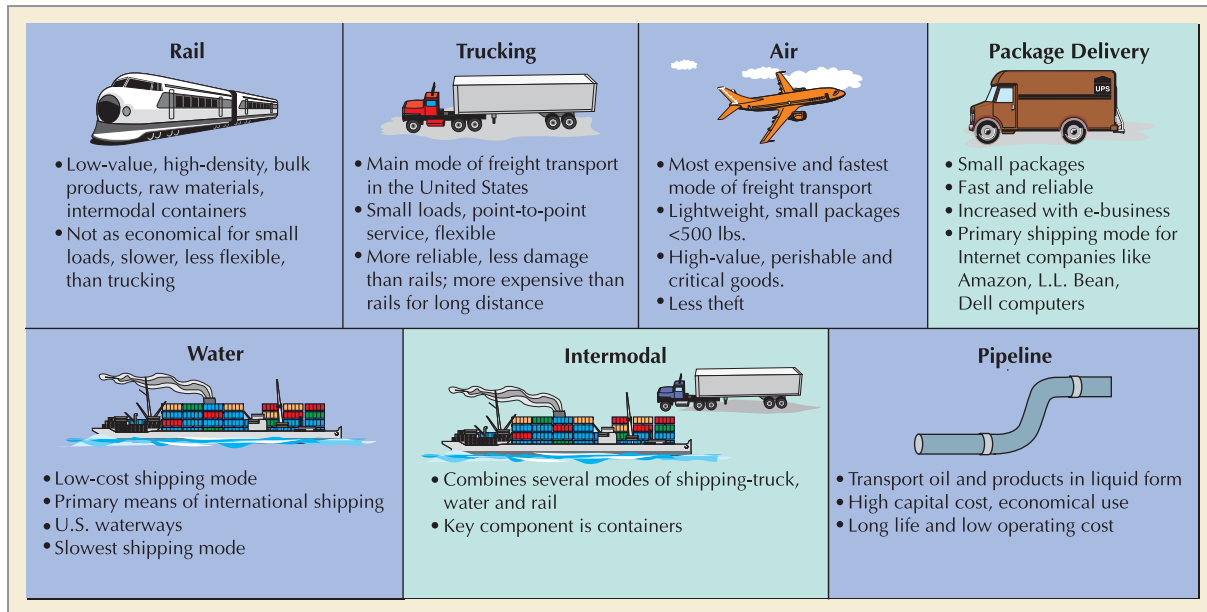 Rail
• Low-value, high-density, bulk
products, raw materials,
intermodal containers
• Not as economical for small
loads, slower, less flexible,
than trucking
Trucking
• Main mode of freight transport
in the United States
• Small loads, point-to-point
service, flexible
• More reliable, less damage
than rails; more expensive than
rails for long distance
Air
• Most expensive and fastest
mode of freight transport
• Lightweight, small packages
<500 lbs.
• High-value, perishable and
critical goods.
• Less theft
Package Delivery
UPS
• Small packages
• Fast and reliable
• Increased with e-business
• Primary shipping mode for
Internet companies like
Amazon, L.L. Bean,
Dell computers
Water
• Low-cost shipping mode
• Primary means of international shipping
• U.S. waterways
• Slowest shipping mode
Intermodal
• Combines several modes of shipping-truck,
water and rail
• Key component is containers
Pipeline
• Transport oil and products in liquid form
• High capital cost, economical use
• Long life and low operating cost